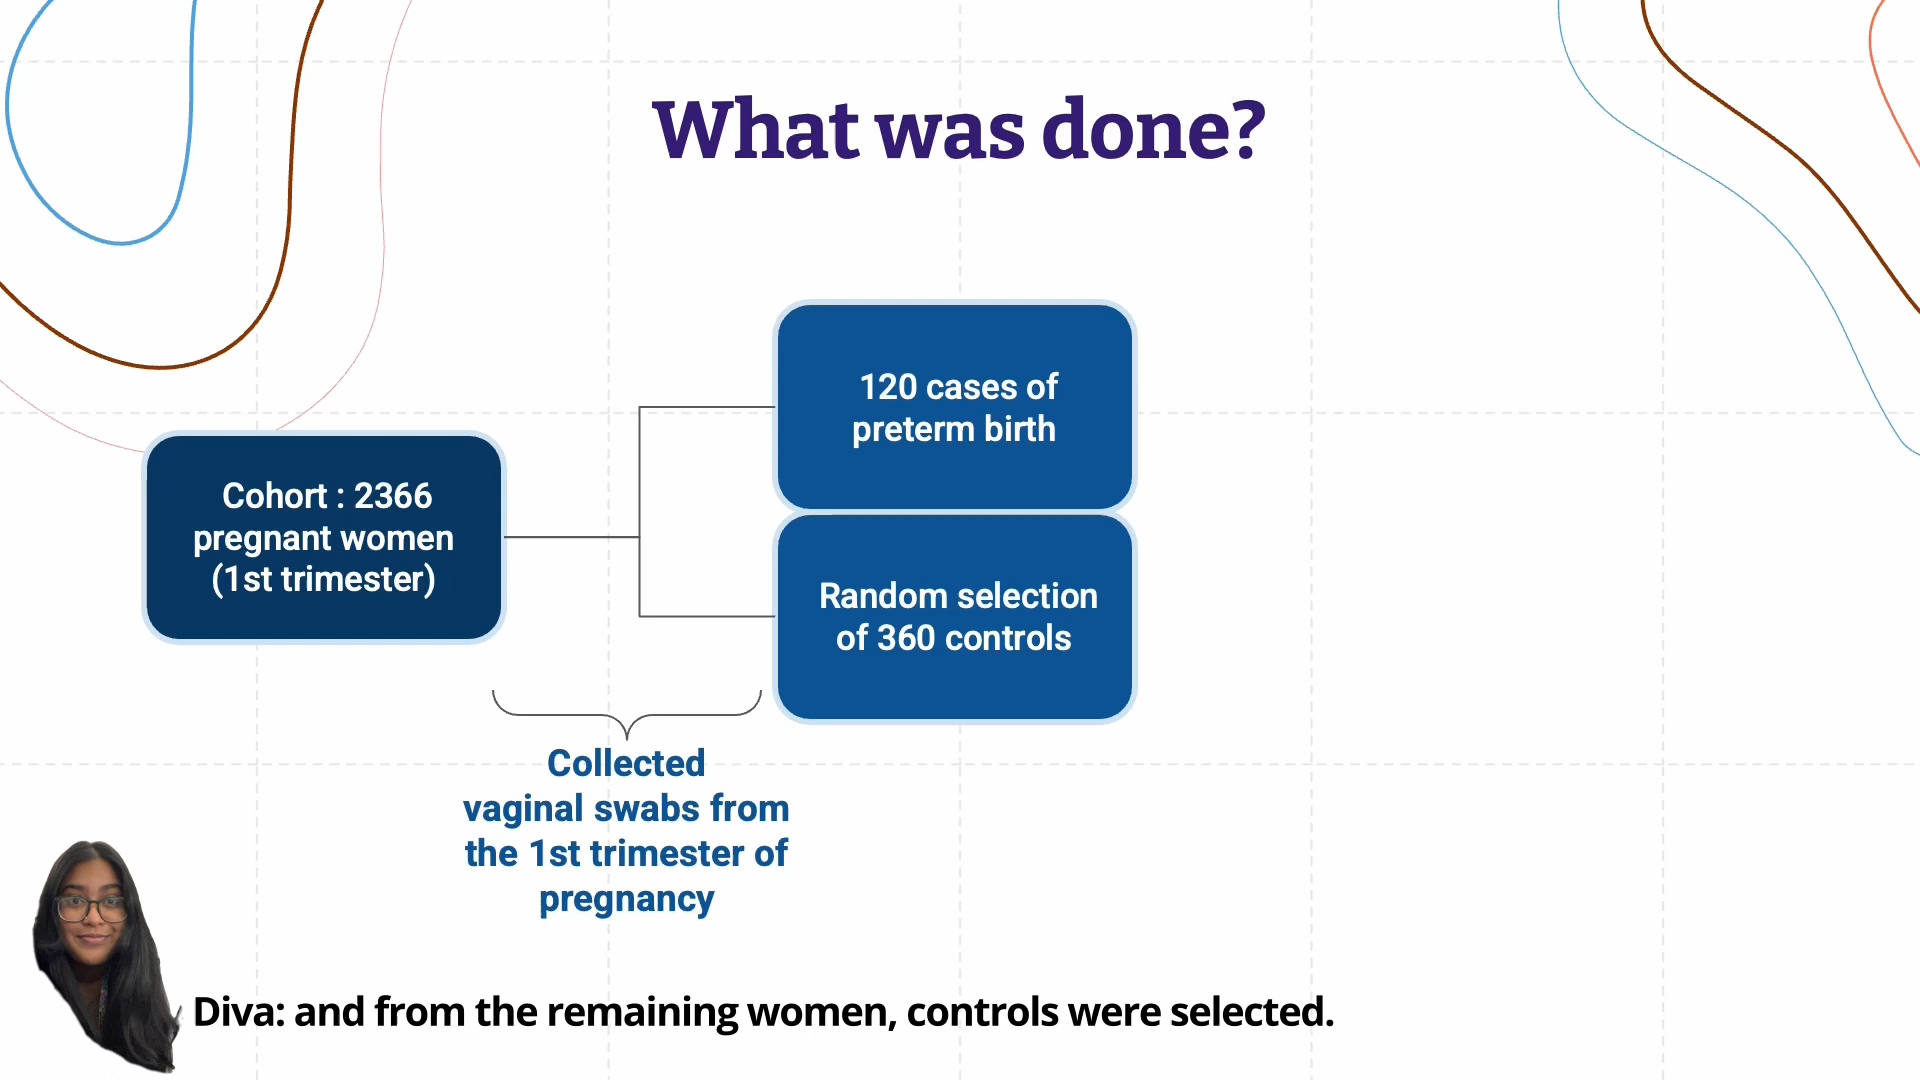 What was done?
120 cases of
preterm birth
Cohort : 2366
pregnant women
(1st trimester)
Random selection
of 360 controls
Collected
vaginal swabs from
the 1st trimester of
pregnancy
Diva: and from the remaining women, controls were selected.